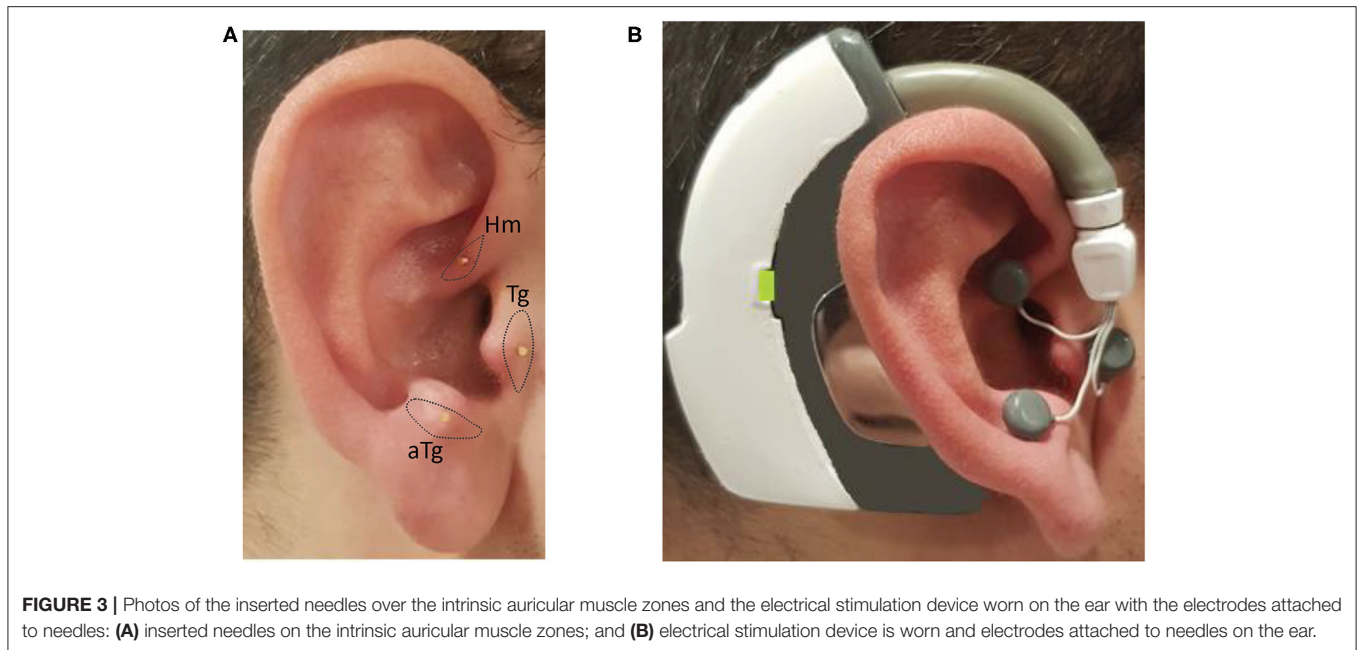 A
B
Hm
Tg
aTg
FIGURE 3 | Photos of the inserted needles over the intrinsic auricular muscle zones and the electrical stimulation device worn on the ear with the electrodes attached
to needles: (A) inserted needles on the intrinsic auricular muscle zones; and (B) electrical stimulation device is worn and electrodes attached to needles on the ear.